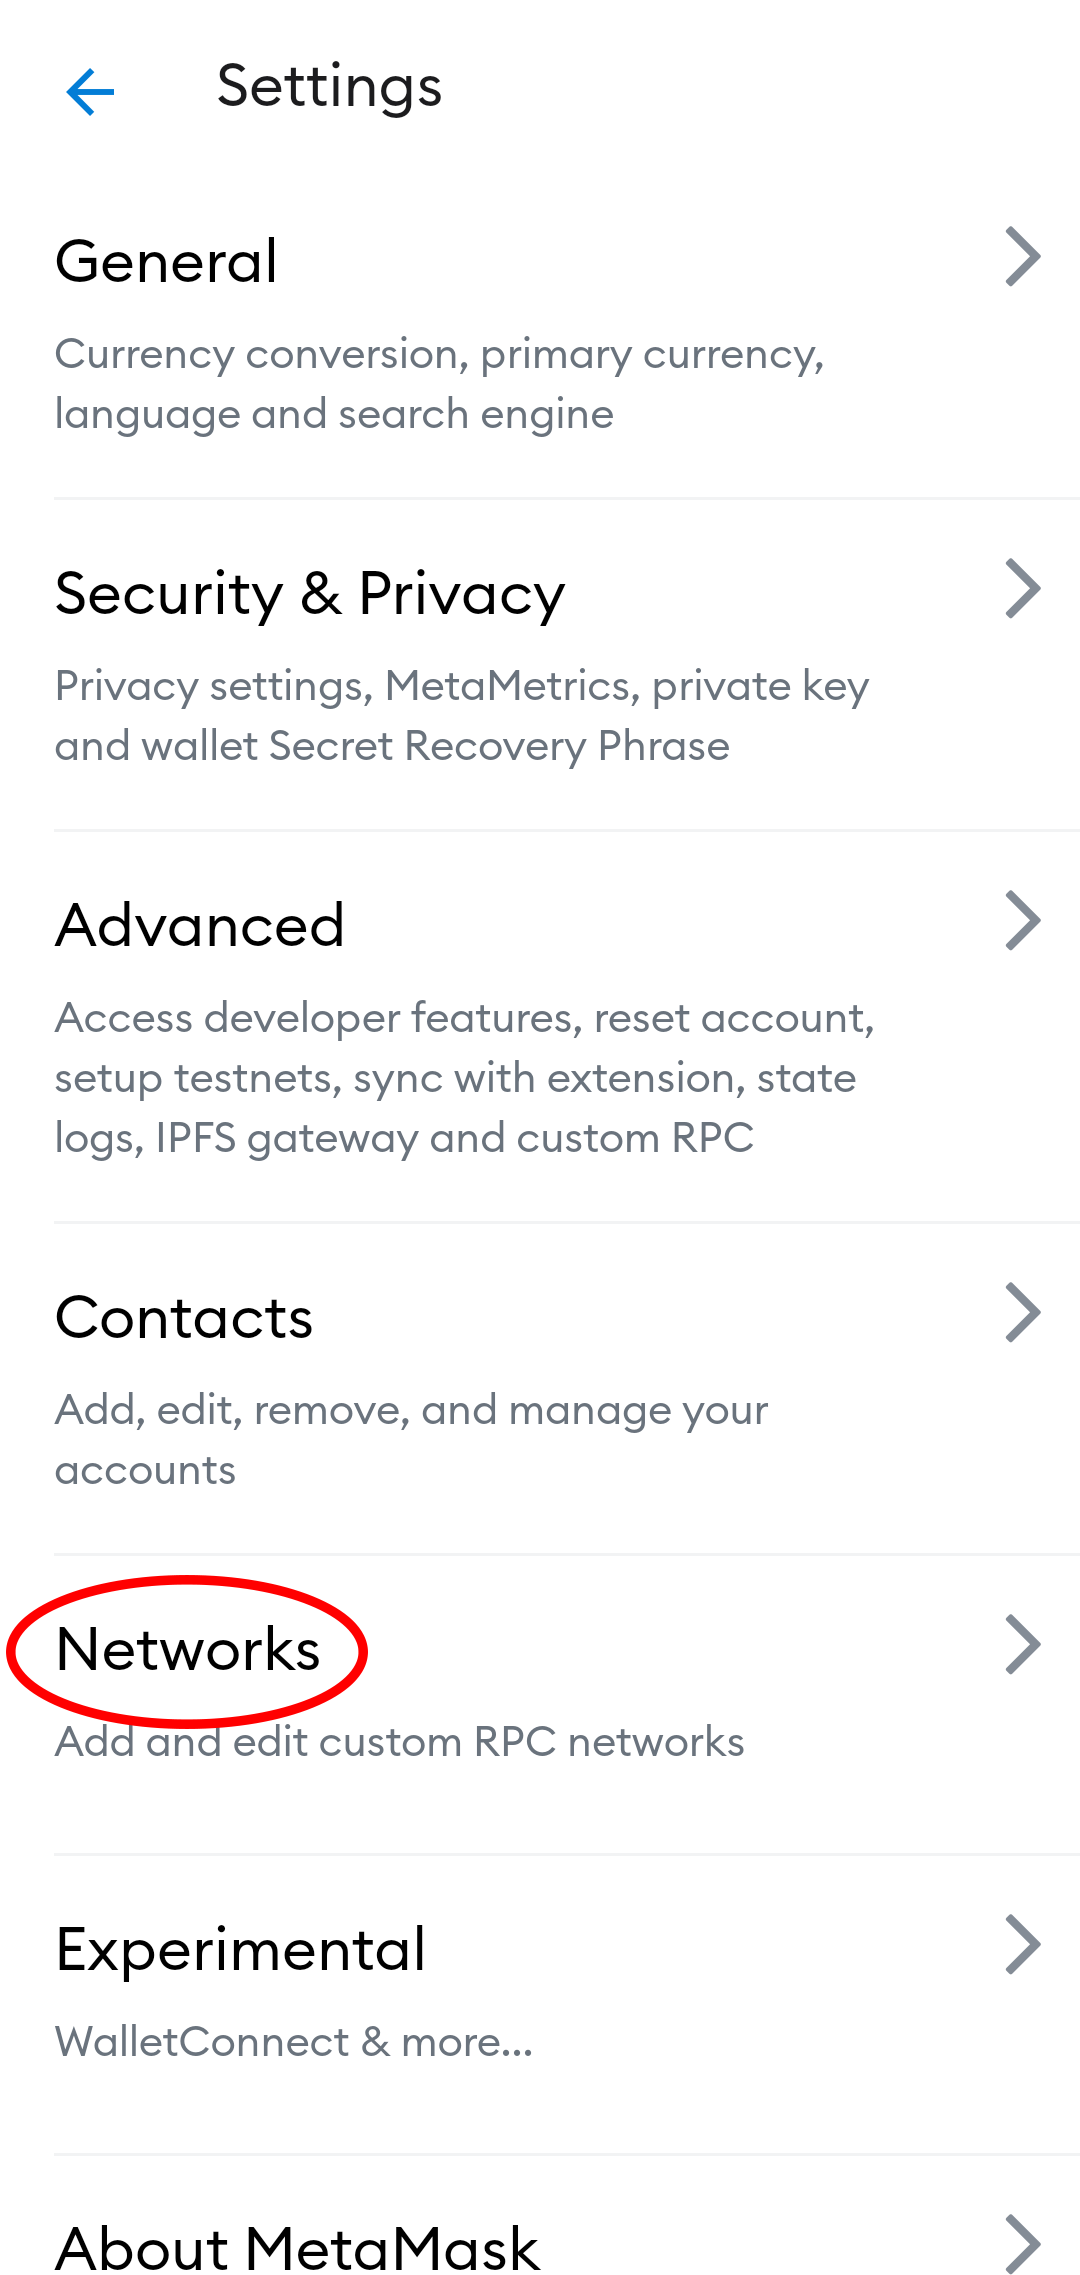 Settings
General
Currency conversion, primary currency,
language and search engine
Security & Privacy
Privacy settings, MetaMetrics, private key
and wallet Secret Recovery Phrase
Advanced
Access developer features, reset account,
setup testnets, sync with extension, state
logs, IPFS gateway and custom RPC
Contacts
Add, edit, remove, and manage your
accounts
Networks
Add and edit custom RPC networks
Experimental
WalletConnect & more...
About MetaMask